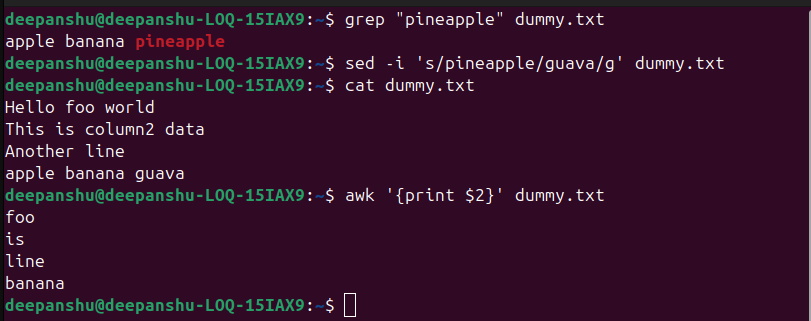 deepanshu@deepanshu-LOQ-15IAX9:~$ grep "pineapple" dummy.txt
apple banana pineapple
deepanshu@deepanshu-LOQ-15IAX9:~$ sed -i 's/pineapple/guava/g' dummy.txt
deepanshu@deepanshu-LOQ-15IAX9:~$ cat dummy.txt
Hello foo world
This is column2 data
Another line
apple banana guava
deepanshu@deepanshu-LOQ-15IAX9:~$ awk '{print $2}' dummy.txt
foo
is
line
banana
deepanshu@deepanshu-LOQ-15IAX9:~$